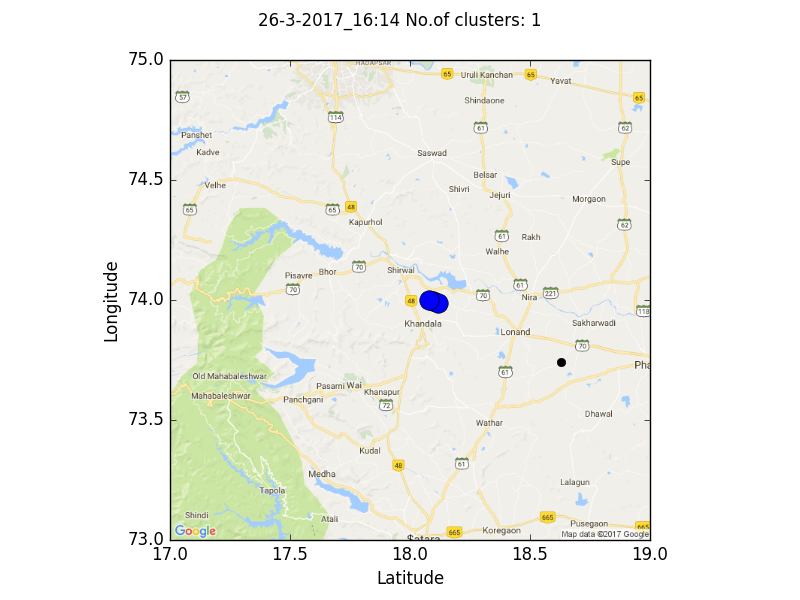 26-3-2017_16:14 No.of clusters: 1
75.0
HADAPSAR
65
Uruli Kanchan
65
Yavat
57
65
Shindaone
114
61
62
Panshet
Kadve
Saswad
Supe
Belsar
74.5
Velhe
Shivri
Jejuri
Morgaon
65
65
48
Kapurhol
62
61
Rakh
Walhe
Pisavre
Bhor
70
Shirwal
70
61
70
221
Nira
74.0
48
118
Khandala
Sakharwadi
Lonand
70
Pha
61
Old Mahabaleshwar
Mahabaleshwar
Pasarni Wai
Panchgani
Khanapur
72
73.5
Dhawal
Wathar
Kudal
48
61
Medha
Lalagun
Tapola
Shindi
Atali
665
665
Koregaon
Pusegaon
665
Google
Satara
Map data ©2017 Google
73.0
17.0
17.5
18.0
18.5
19.0
Latitude
Longitude